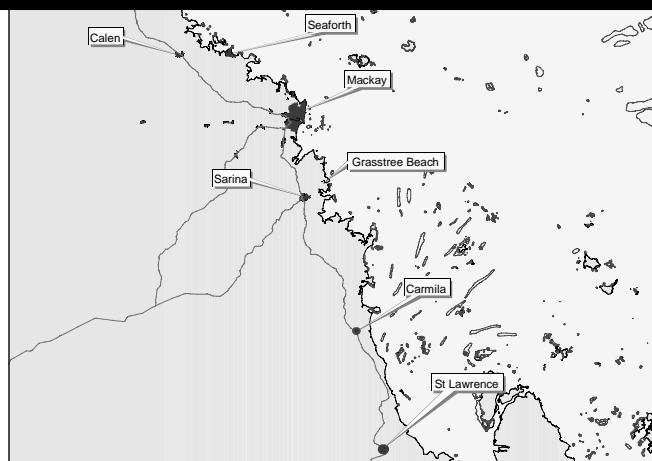 Seaforth
Calen
Mackay
Grasstree Beach
Sarina
Carmila
St Lawrence